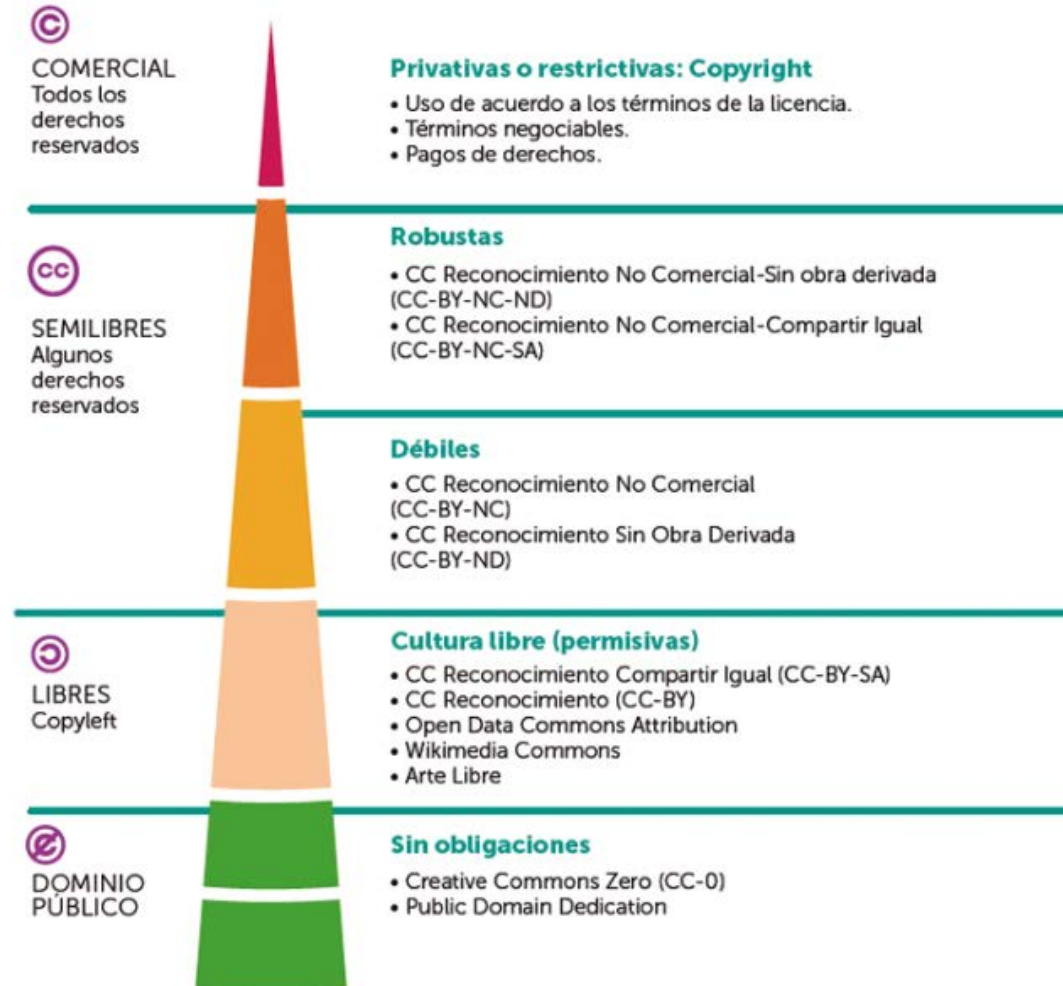 ©
COMERCIAL
Todos los
derechos
reservados
Privativas o restrictivas: Copyright
• Uso de acuerdo a los términos de la licencia.
• Términos negociables.
• Pagos de derechos.
cc
SEMILIBRES
Algunos
derechos
reservados
Robustas
• CC Reconocimiento No Comercial-Sin obra derivada
(CC-BY-NC-ND)
• CC Reconocimiento No Comercial-Compartir Igual
(CC-BY-NC-SA)
Débiles
• CC Reconocimiento No Comercial
(CC-BY-NC)
• CC Reconocimiento Sin Obra Derivada
(CC-BY-ND)
LIBRES
Copyleft
Cultura libre (permisivas)
• CC Reconocimiento Compartir Igual (CC-BY-SA)
• CC Reconocimiento (CC-BY)
• Open Data Commons Attribution
• Wikimedia Commons
• Arte Libre
DOMINIO
PÚBLICO
Sin obligaciones
• Creative Commons Zero (CC-0)
• Public Domain Dedication